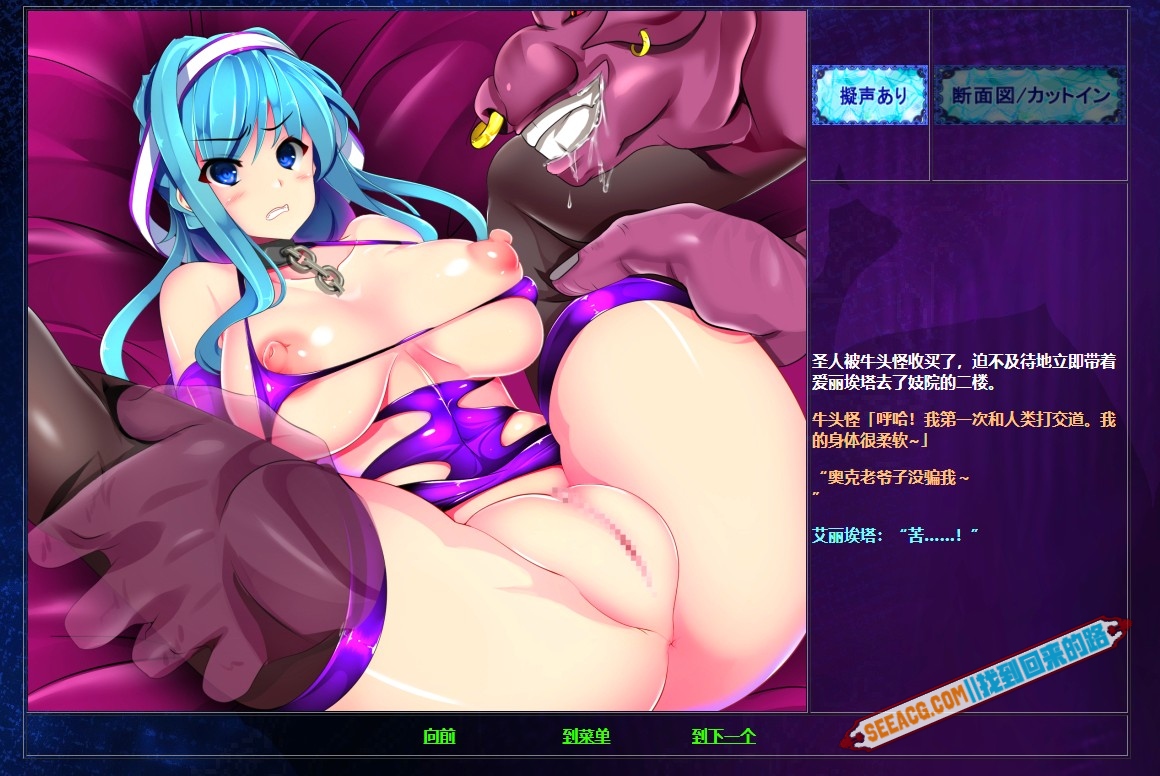 擬声あり
断面図/カットイン
圣人被牛头怪收买了，迫不及待地立即带着
爱丽埃塔去了妓院的二楼。
牛头怪「呼哈！我第一次和人类打交道。我
的身体很柔软~」
“奥克老爷子没骗我~
”
艾丽埃塔：“苦……！”
SEEACG.COM||找到回来的路
向前
到菜单
到下一个